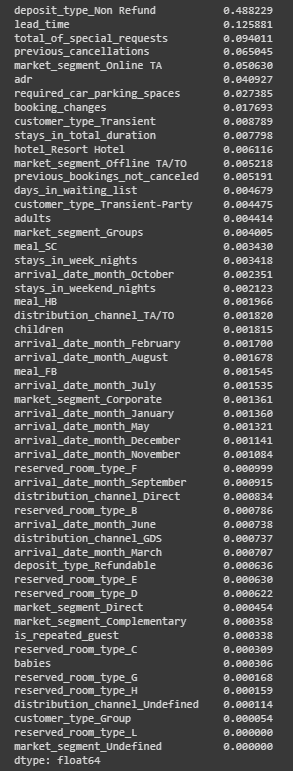 deposit_type_Non Refund 0.488229
lead_time 0.125881
total_of_special_requests 0.094011
previous_cancellations 0.065045
market_segment_Online TA 0.050630
adr 0.040927
required_car_parking_spaces 0.027385
booking_changes 0.017693
customer_type_Transient 0.008789
stays_in_total_duration 0.007798
hotel_Resort Hotel 0.006116
market_segment_Offline TA/TO 0.005218
previous_bookings_not_canceled 0.005191
days_in_waiting_list 0.004679
customer_type_Transient-Party 0.004475
adults 0.004414
market_segment_Groups 0.004005
meal_SC 0.003430
stays_in_week_nights 0.003418
arrival_date_month_October 0.002351
stays_in_weekend_nights 0.002123
meal_HB 0.001966
distribution_channel_TA/TO 0.001820
children 0.001815
arrival_date_month_February 0.001700
arrival_date_month_August 0.001678
meal_FB 0.001545
arrival_date_month_July 0.001535
market_segment_Corporate 0.001361
arrival_date_month_January 0.001360
arrival_date_month_May 0.001321
arrival_date_month_December 0.001141
arrival_date_month_November 0.001084
reserved_room_type_F 0.000999
arrival_date_month_September 0.000915
distribution_channel_Direct 0.000834
reserved_room_type_B 0.000786
arrival_date_month_June 0.000738
distribution_channel_GDS 0.000737
arrival_date_month_March 0.000707
deposit_type_Refundable 0.000636
reserved_room_type_E 0.000630
reserved_room_type_D 0.000622
market_segment_Direct 0.000454
market_segment_Complementary 0.000358
is_repeated_guest 0.000338
reserved_room_type_C 0.000309
babies 0.000306
reserved_room_type_G 0.000168
reserved_room_type_H 0.000159
distribution_channel_Undefined 0.000114
customer_type_Group 0.000054
reserved_room_type_L 0.000000
market_segment_Undefined 0.000000
dtype: float64